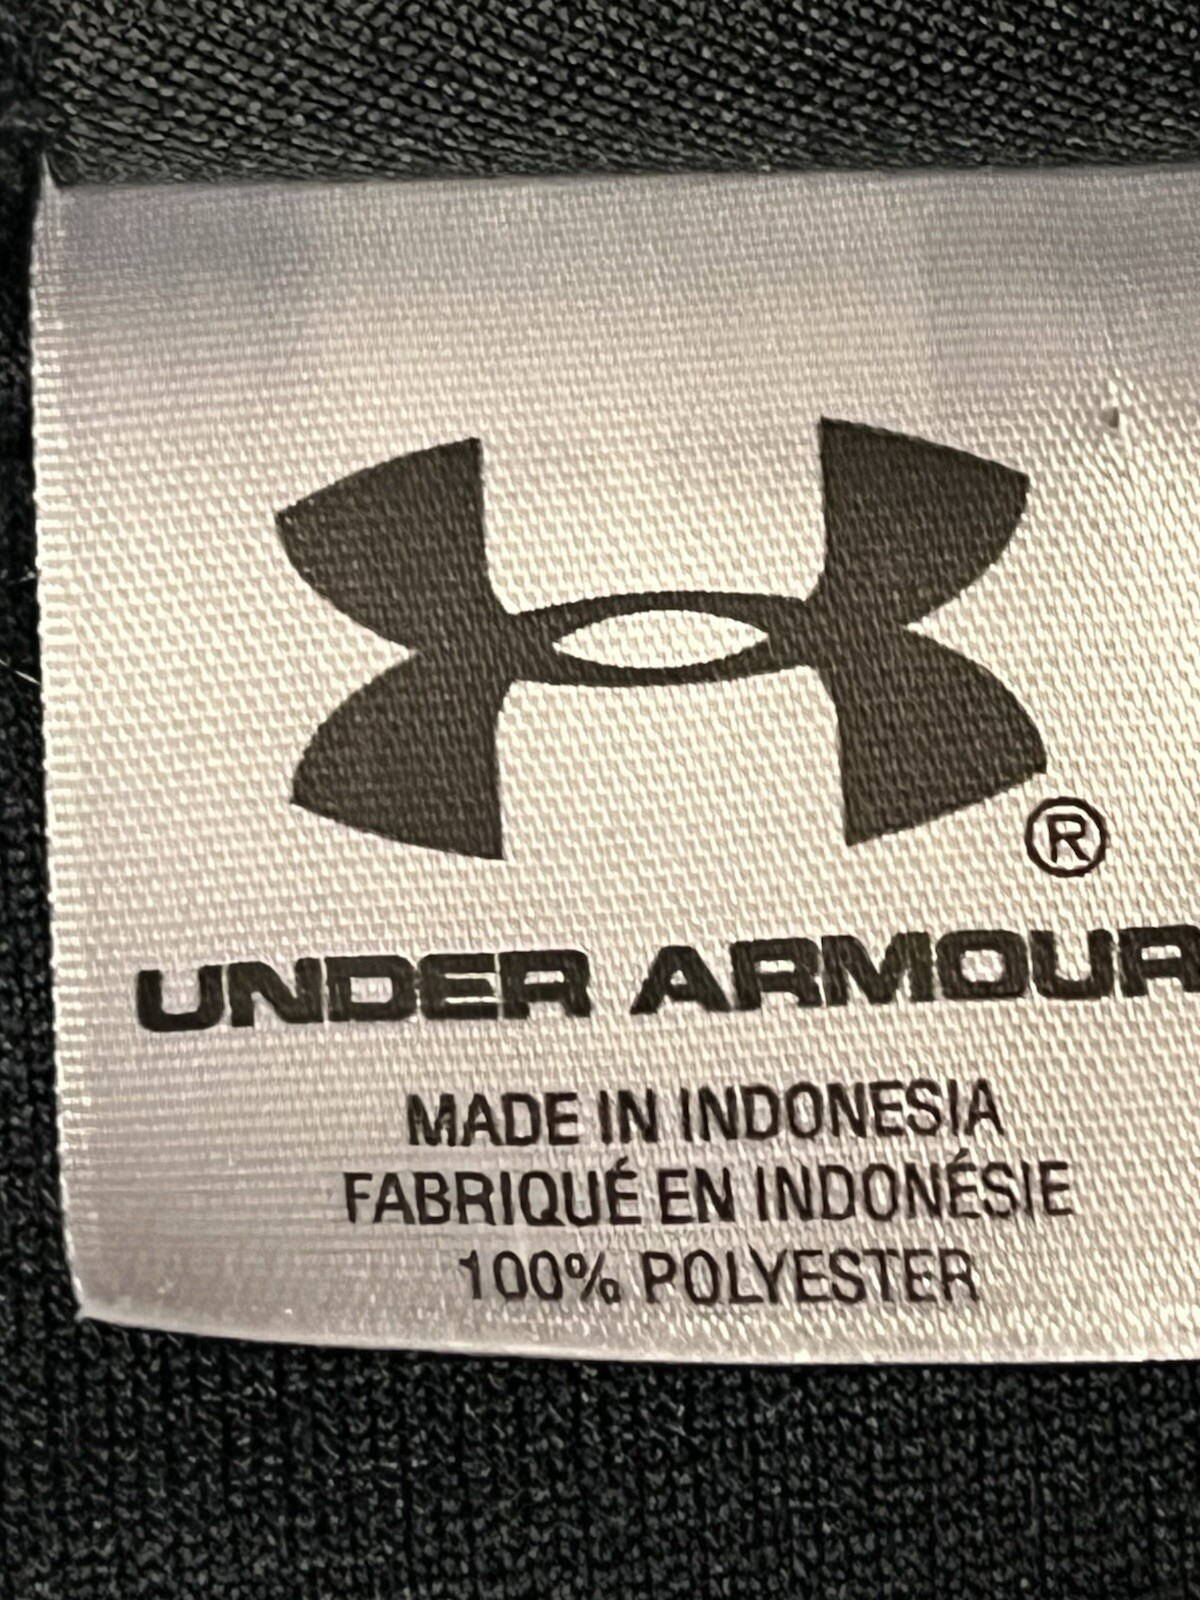 ®
UNDER ARMOUR
MADE IN INDONESIA
FABRIQUÉ EN INDONÉSIE
100% POLYESTER